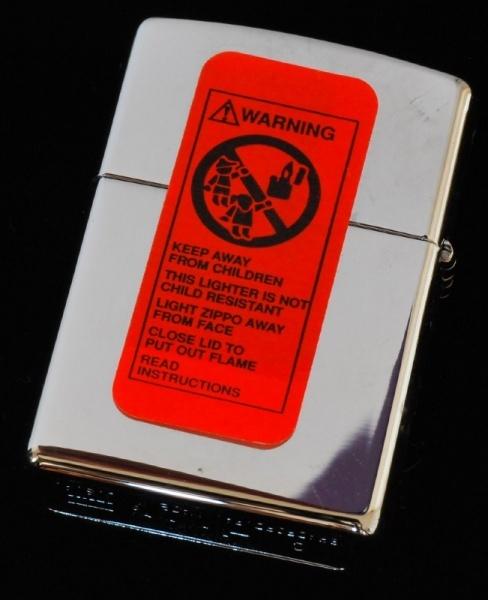 WARNING
KEEP AWAY
FROM CHILDREN
THIS LIGHTER IS NOT
CHILD RESISTANT
LIGHT ZIPPO AWAY
FROM FACE
CLOSE LID TO
PUT OUT FLAME
READ
INSTRUCTIONS